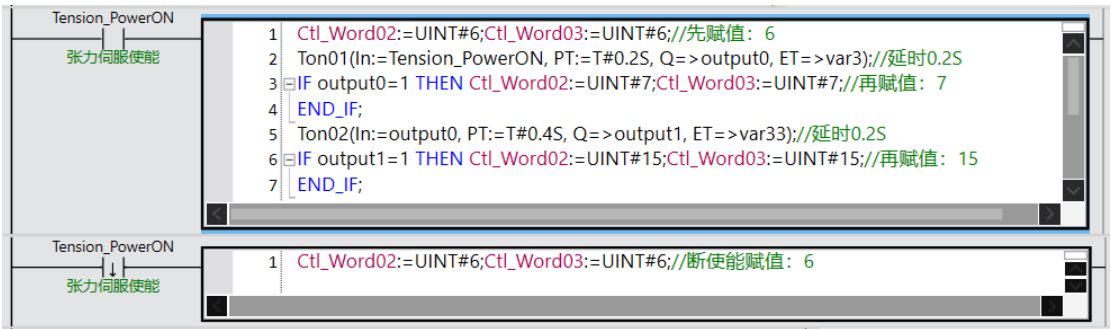 Tension_PowerON
张力伺服使能
1 Ctl_Word02:=UINT#6;Ctl_Word03:=UINT#6;//先赋值：6
2 Ton01(In:=Tension_PowerON, PT:=T#0.2S, Q=>output0, ET=>var3);//延时0.2S
3 IF output0=1 THEN Ctl_Word02:=UINT#7;Ctl_Word03:=UINT#7;//再赋值：7
4 END_IF;
5 Ton02(In:=output0, PT:=T#0.4S, Q=>output1, ET=>var33);//延时0.2S
6 IF output1=1 THEN Ctl_Word02:=UINT#15;Ctl_Word03:=UINT#15;//再赋值：15
7 END_IF;
Tension_PowerON
张力伺服使能
1 Ctl_Word02:=UINT#6;Ctl_Word03:=UINT#6;//断使能赋值：6